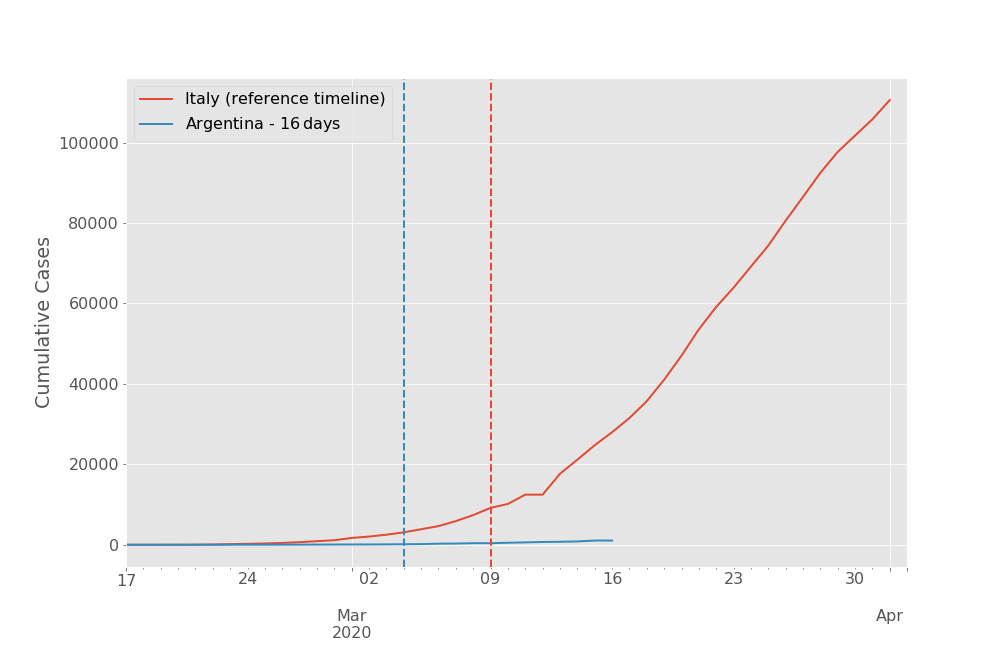 Italy (reference timeline)
Argentina - 16 days
Cumulative Cases
100000
80000
60000
40000
20000
0
17
24
02
09
16
23
30
Mar
2020
Apr